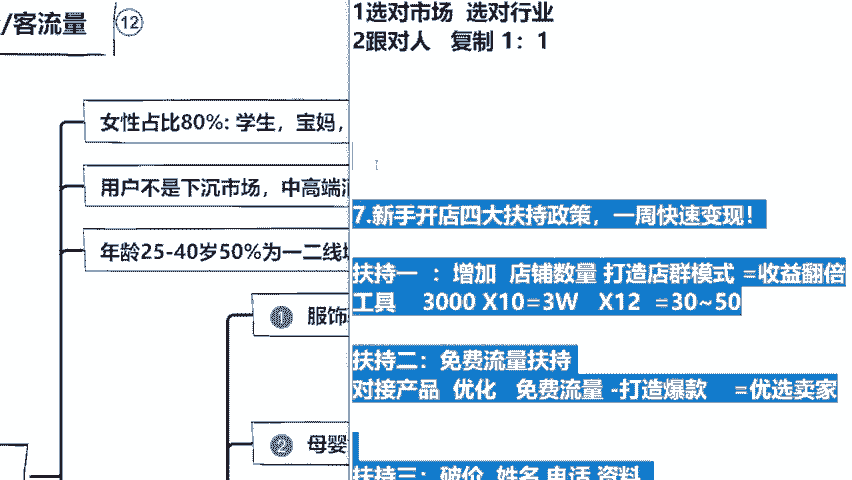 /客流量 12
女性占比80%: 学生，宝妈，
用户不是下沉市场，中高端
年龄25-40岁50%为一二线
1 服饰
2 母婴
1选对市场 选对行业
2跟对人 复制 1：1
7.新手开店四大扶持政策，一周快速变现！
扶持一 ：增加 店铺数量 打造店群模式 =收益翻倍
工具 3000 X10=3W X12 =30~50
扶持二：免费流量扶持
对接产品 优化 免费流量 -打造爆款 =优选卖家
扶持三：破价 姓名 电话 资料